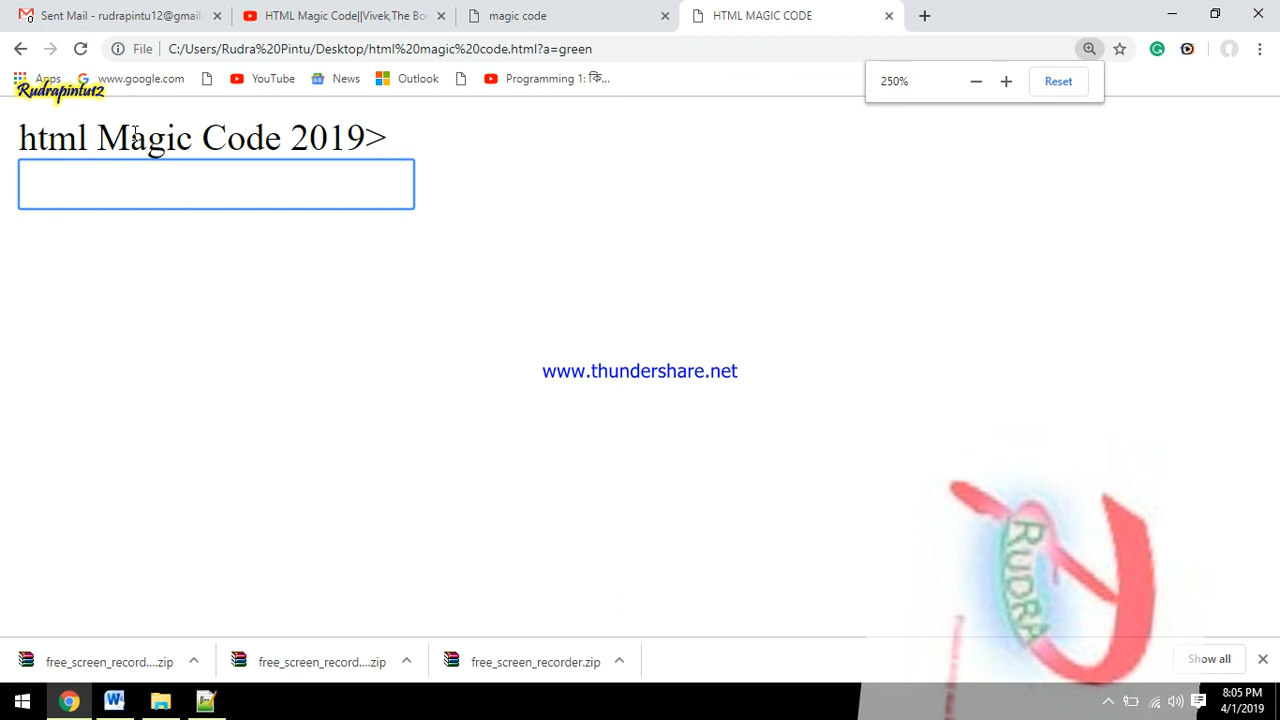 Sent Mail - rudrapintu12@gmail.
HTML Magic Code||Vivek,The Bo
magic code
HTML MAGIC CODE
File
C:/Users/Rudra%20Pintu/Desktop/html%20magic%20code.html?a=green
Apps
www.google.com
YouTube
News
Outlook
Programming 1: কি...
250%
Reset
Rudrapintu12
html Magic Code 2019>
www.thundershare.net
RUDRA
free_screen_record....zip
free_screen_record....zip
free_screen_recorder.zip
Show all
8:05 PM
4/1/2019